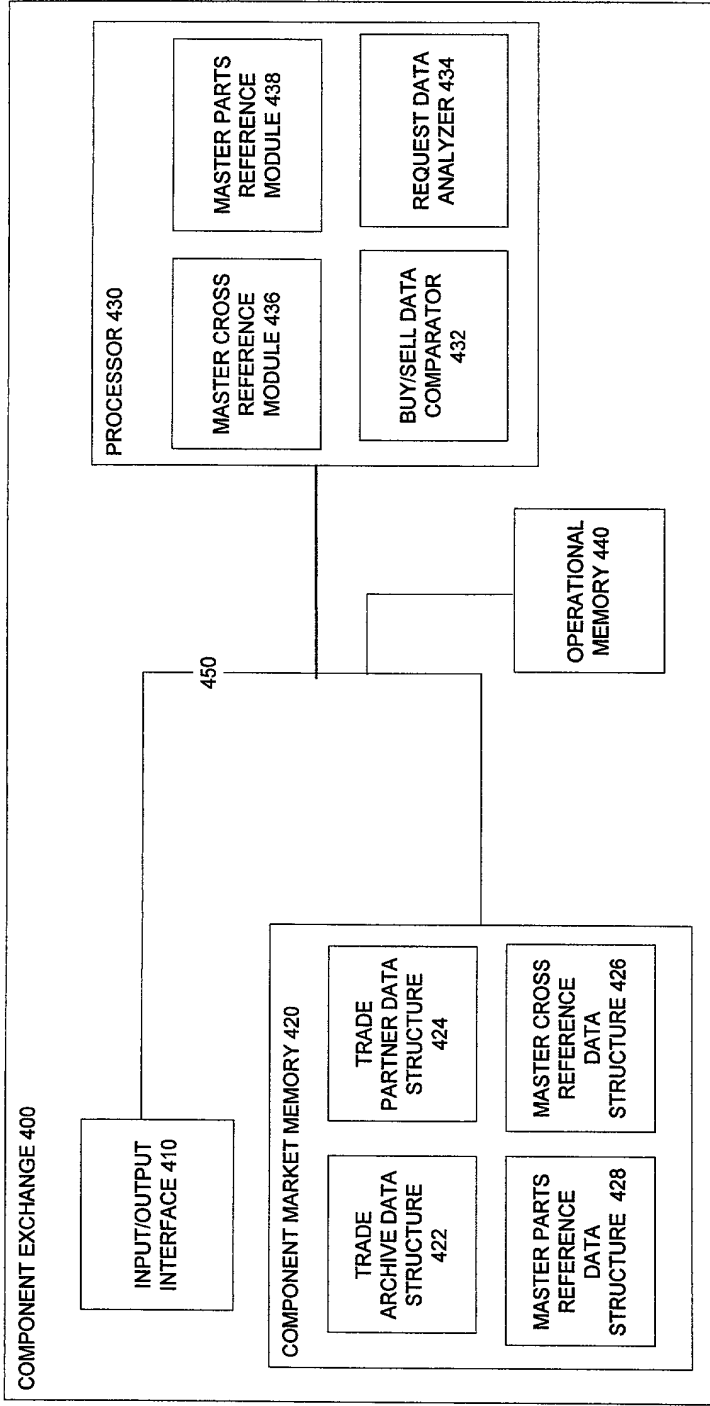 COMPONENT EXCHANGE 400
INPUT/OUTPUT
INTERFACE 410
450
PROCESSOR 430
MASTER CROSS
REFERENCE
MODULE 436
MASTER PARTS
REFERENCE
MODULE 438
BUY/SELL DATA
COMPARATOR
432
REQUEST DATA
ANALYZER 434
COMPONENT MARKET MEMORY 420
TRADE
ARCHIVE DATA
STRUCTURE
422
TRADE
PARTNER DATA
STRUCTURE
424
MASTER PARTS
REFERENCE
DATA
STRUCTURE 428
MASTER CROSS
REFERENCE
DATA
STRUCTURE 426
OPERATIONAL
MEMORY 440